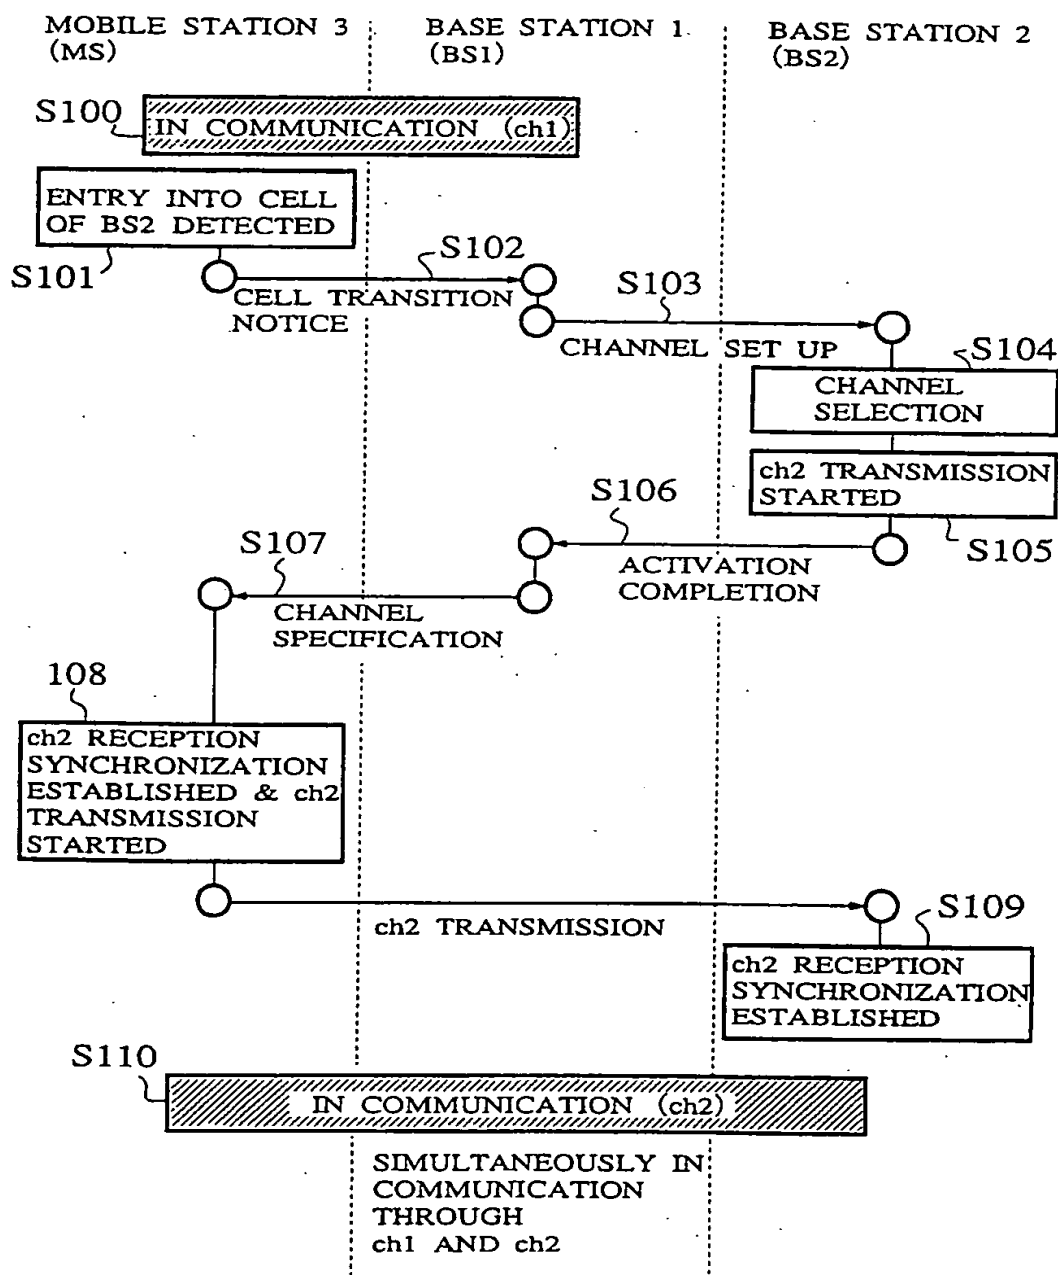 MOBILE STATION 3
(MS)
BASE STATION 1
(BS1)
BASE STATION 2
(BS2)
S100
IN COMMUNICATION (ch1)
ENTRY INTO CELL
OF BS2 DETECTED
S101
S102
CELL TRANSITION
NOTICE
S103
CHANNEL SET UP
S104
CHANNEL
SELECTION
ch2 TRANSMISSION
STARTED
S105
S106
ACTIVATION
COMPLETION
S107
CHANNEL
SPECIFICATION
108
ch2 RECEPTION
SYNCHRONIZATION
ESTABLISHED & ch2
TRANSMISSION
STARTED
ch2 TRANSMISSION
S109
ch2 RECEPTION
SYNCHRONIZATION
ESTABLISHED
S110
IN COMMUNICATION (ch2)
SIMULTANEOUSLY IN
COMMUNICATION
THROUGH
ch1 AND ch2